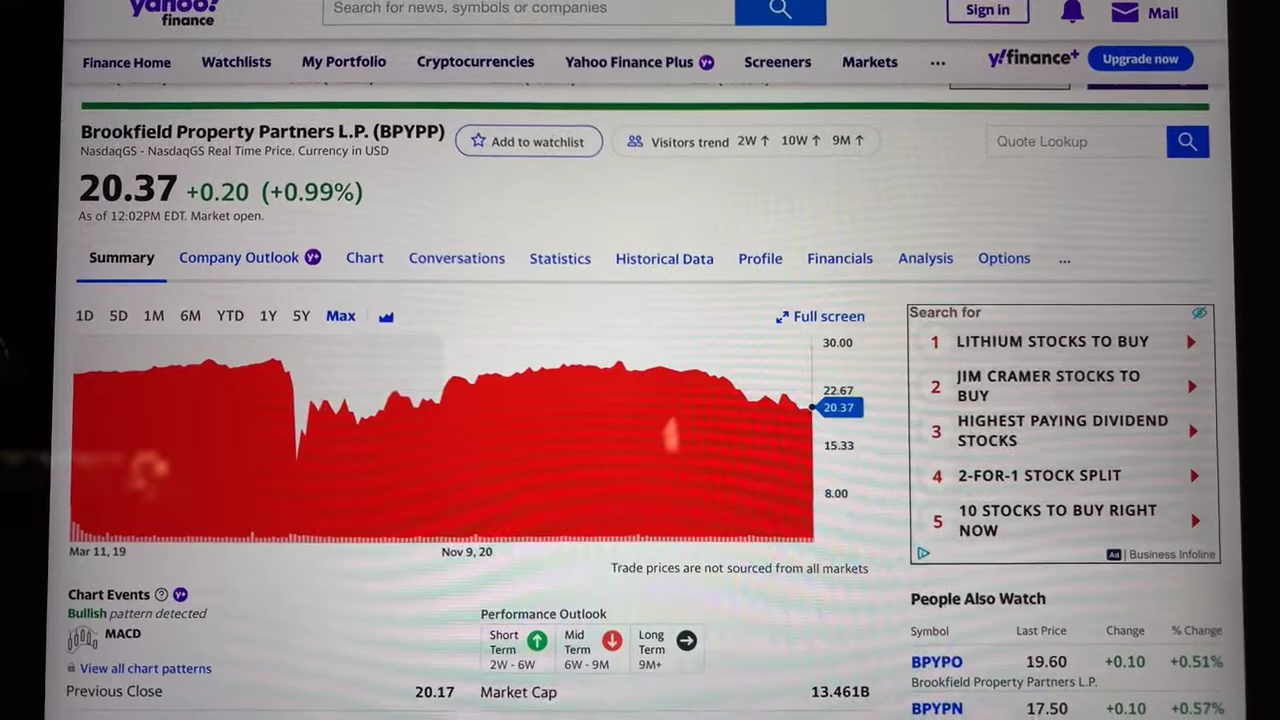 yahoo!
finance
Search for news, symbols or companies
Sign in
Mail
Finance Home Watchlists My Portfolio Cryptocurrencies Yahoo Finance Plus Y+ Screeners Markets ...
y!finance+ Upgrade now
Brookfield Property Partners L.P. (BPYPP)
NasdaqGS - NasdaqGS Real Time Price. Currency in USD
Add to watchlist
Visitors trend 2W ↑ 10W ↑ 9M ↑
Quote Lookup
20.37 +0.20 (+0.99%)
As of 12:02PM EDT. Market open.
Summary Company Outlook Y+ Chart Conversations Statistics Historical Data Profile Financials Analysis Options ...
1D 5D 1M 6M YTD 1Y 5Y Max
Full screen
30.00
22.67
20.37
15.33
8.00
Mar 11, 19 Nov 9, 20
Trade prices are not sourced from all markets
Search for
1 LITHIUM STOCKS TO BUY
2 JIM CRAMER STOCKS TO
BUY
3 HIGHEST PAYING DIVIDEND
STOCKS
4 2-FOR-1 STOCK SPLIT
5 10 STOCKS TO BUY RIGHT
NOW
Ad | Business Infoline
Chart Events ? Y+
Bullish pattern detected
MACD
View all chart patterns
Performance Outlook
Short
Term
2W - 6W
Mid
Term
6W - 9M
Long
Term
9M+
Previous Close 20.17
Market Cap 13.461B
People Also Watch
Symbol Last Price Change % Change
BPYPO 19.60 +0.10 +0.51%
Brookfield Property Partners L.P.
BPYPN 17.50 +0.10 +0.57%